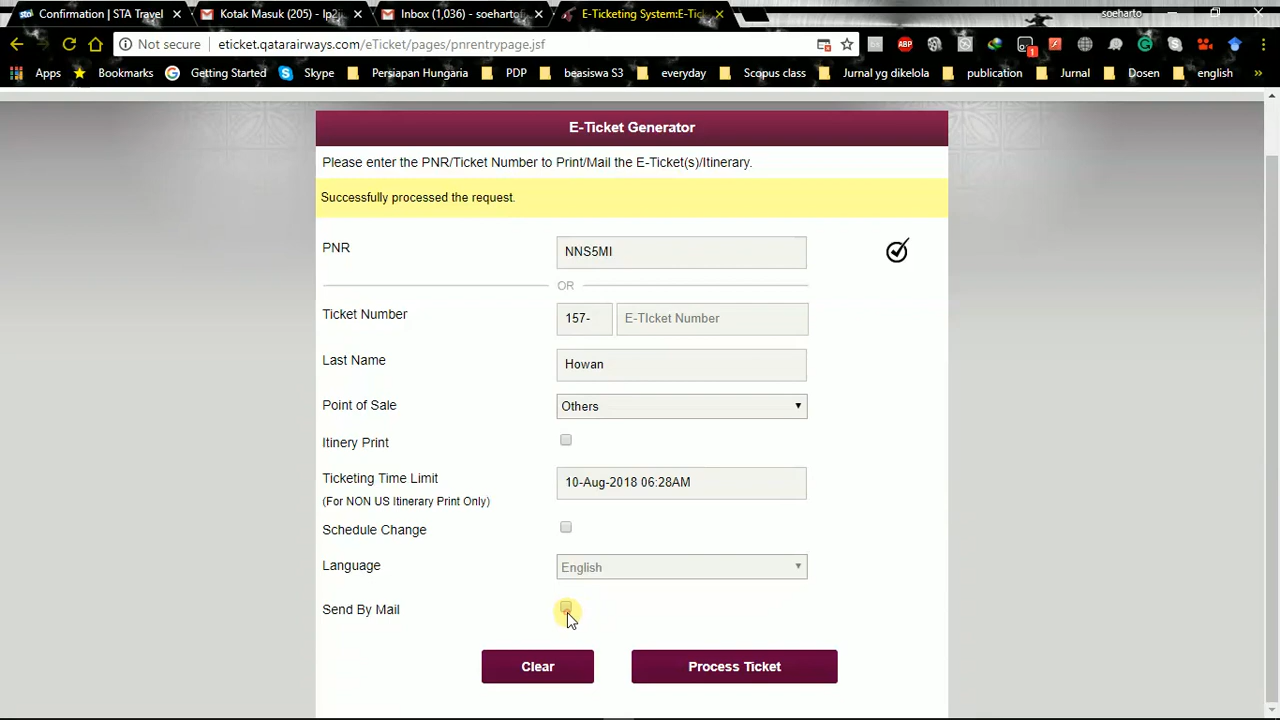 Confirmation | STA Travel
Kotak Masuk (205) - lp2
Inbox (1,036) - soehartof
E-Ticketing System:E-Tic
soeharto
Not secure eticket.qatarairways.com/eTicket/pages/pnrentrypage.jsf
ABP
1
Apps Bookmarks Getting Started Skype Persiapan Hungaria PDP beasiswa S3 everyday Scopus class Jurnal yg dikelola publication Jurnal Dosen english »
E-Ticket Generator
Please enter the PNR/Ticket Number to Print/Mail the E-Ticket(s)/Itinerary.
Successfully processed the request.
PNR NNS5MI
OR
Ticket Number 157- E-TIcket Number
Last Name Howan
Point of Sale Others
Itinery Print
Ticketing Time Limit 10-Aug-2018 06:28AM
(For NON US Itinerary Print Only)
Schedule Change
Language English
Send By Mail
Clear Process Ticket